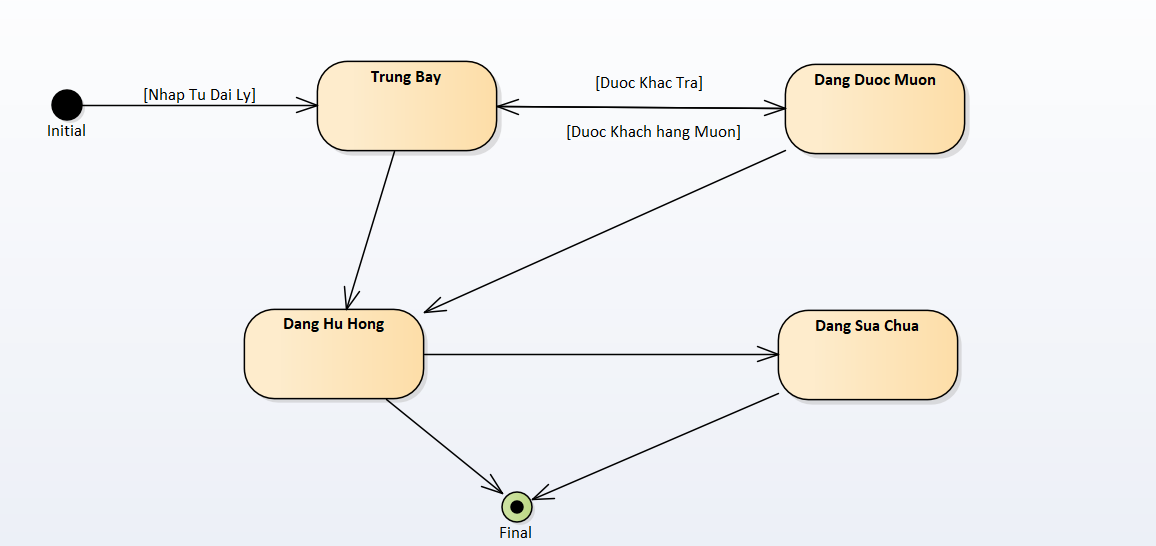 Trung Bay
Dang Duoc Muon
[Duoc Khac Tra]
[Nhap Tu Dai Ly]
Initial
[Duoc Khach hang Muon]
Dang Hu Hong
Dang Sua Chua
Final